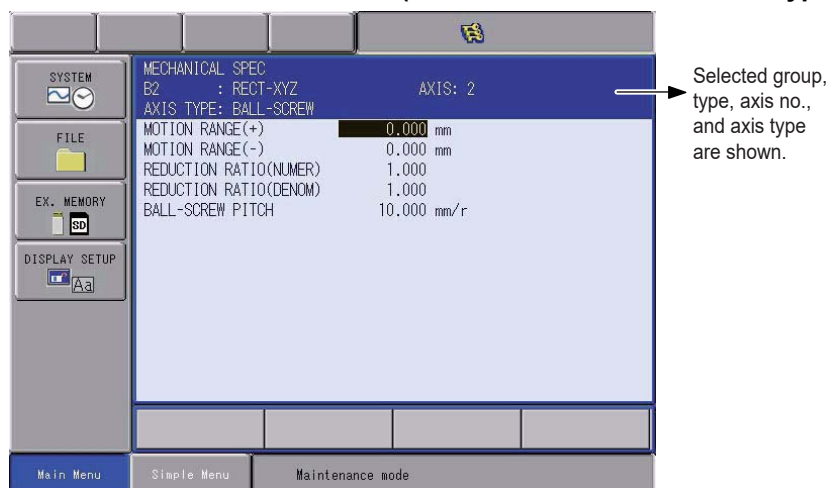 SYSTEM
FILE
EX. MEMORY
SD
DISPLAY SETUP
Aa
MECHANICAL SPEC
B2 : RECT-XYZ AXIS: 2
AXIS TYPE: BALL-SCREW
MOTION RANGE(+) 0.000 mm
MOTION RANGE(-) 0.000 mm
REDUCTION RATIO(NUMER) 1.000
REDUCTION RATIO(DENOM) 1.000
BALL-SCREW PITCH 10.000 mm/r
Selected group,
type, axis no.,
and axis type
are shown.
Main Menu
Simple Menu
Maintenance mode